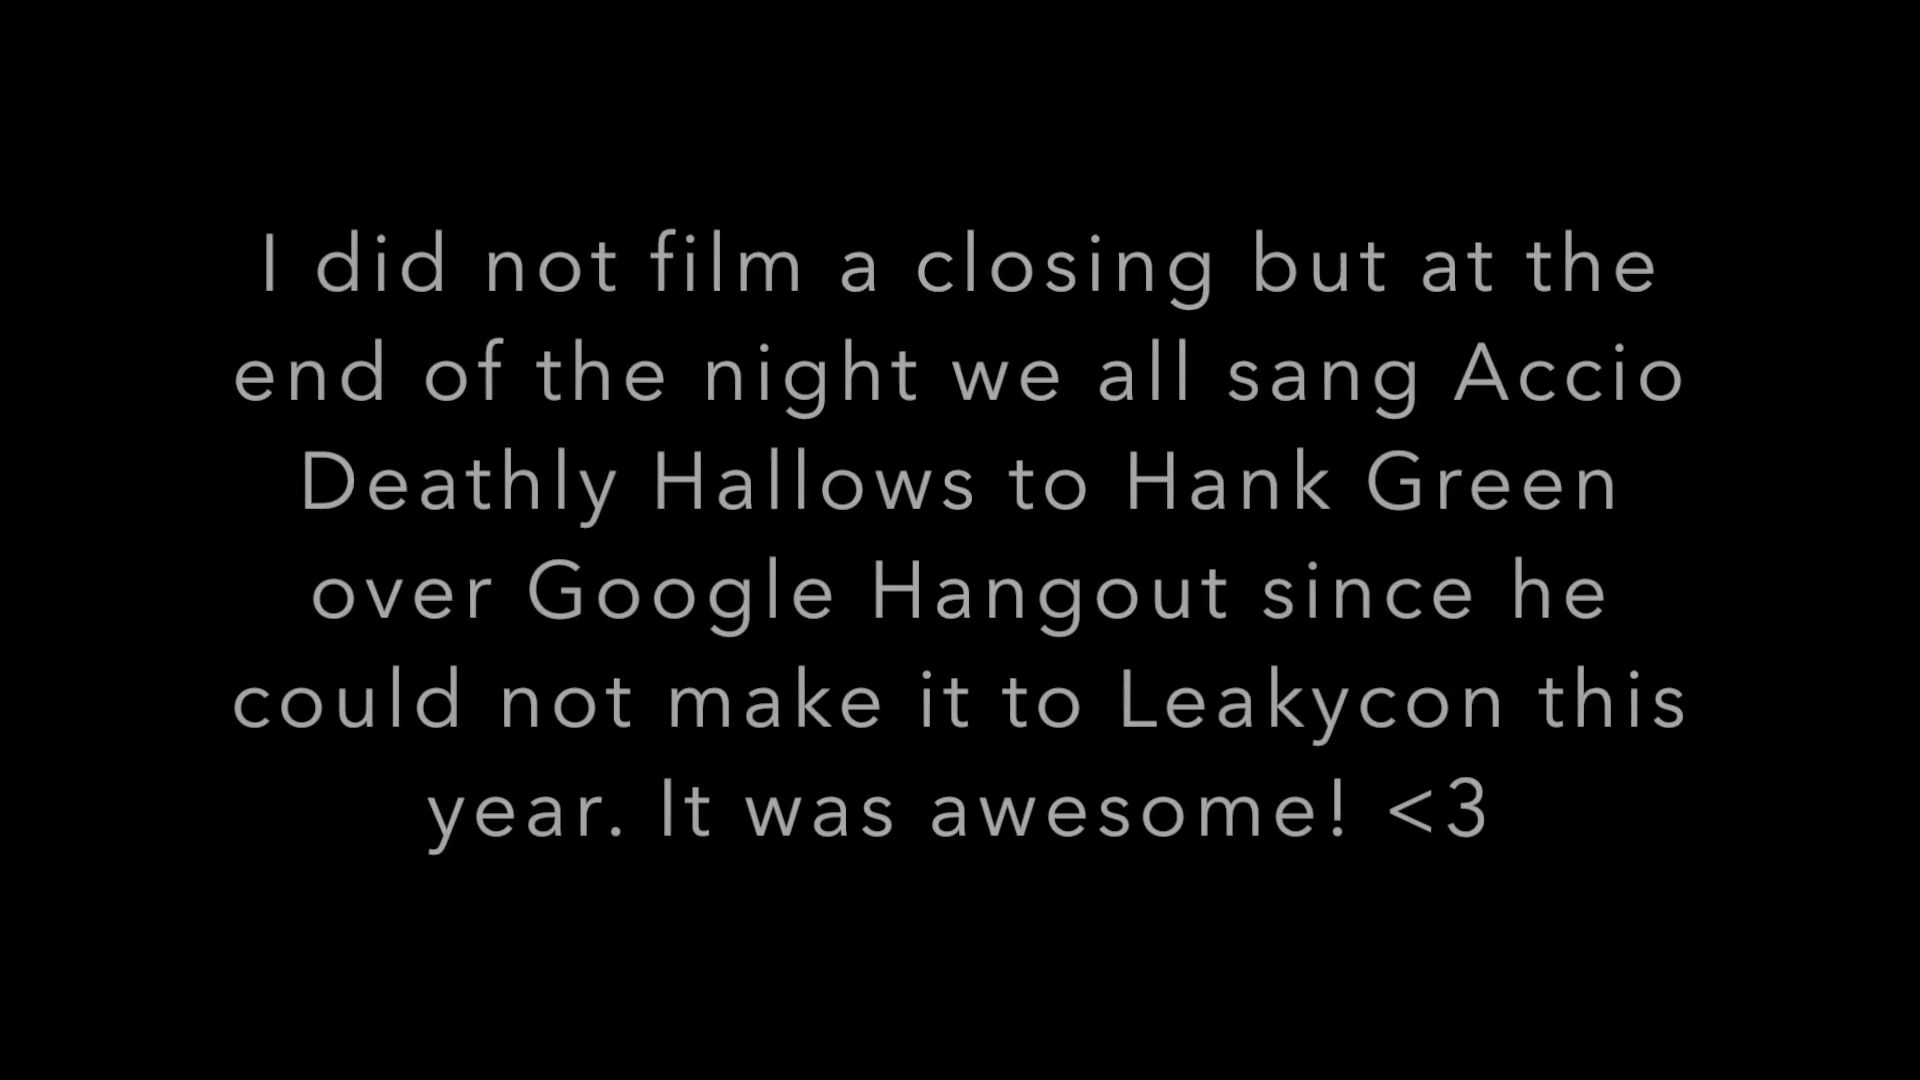 I did not film a closing but at the
end of the night we all sang Accio
Deathly Hallows to Hank Green
over Google Hangout since he
could not make it to Leakycon this
year. It was awesome! <3